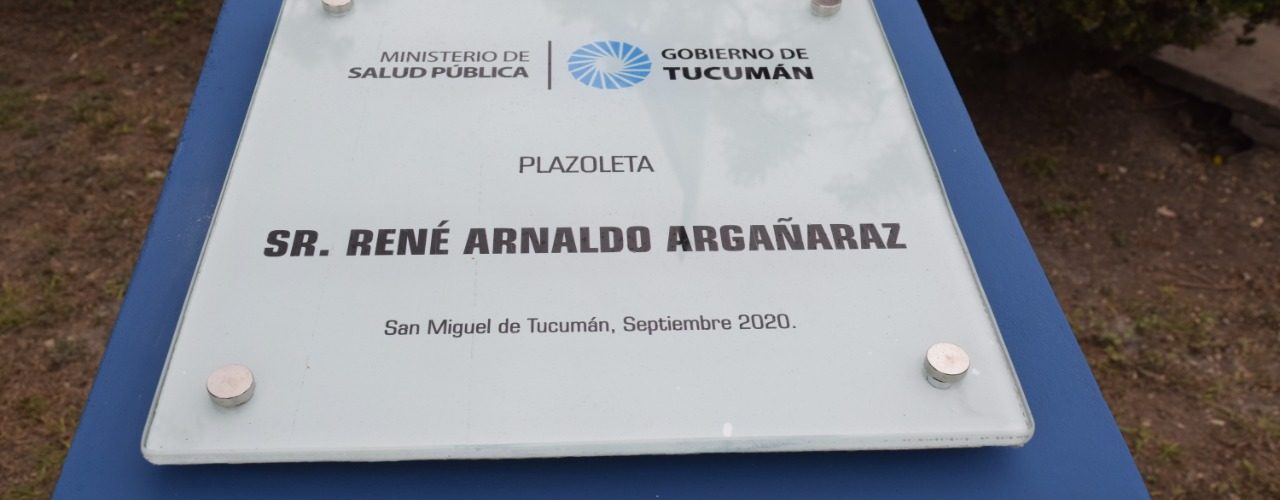 MINISTERIO DE
SALUD PÚBLICA
GOBIERNO DE
TUCUMÁN
PLAZOLETA
SR. RENÉ ARNALDO ARGAÑARAZ
San Miguel de Tucumán, Septiembre 2020.